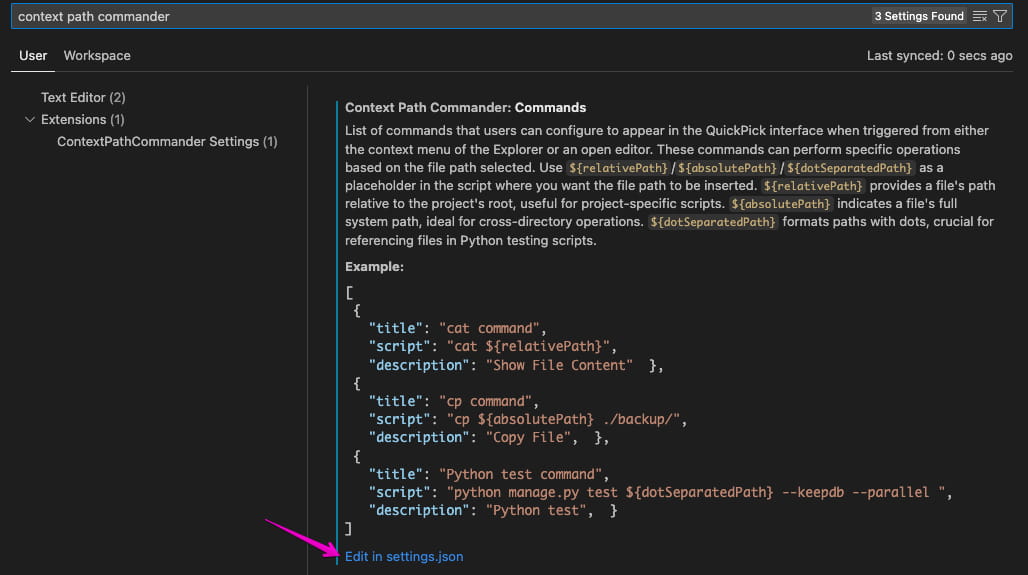 context path commander
3 Settings Found
User
Workspace
Last synced: 0 secs ago
Text Editor (2)
Extensions (1)
ContextPathCommander Settings (1)
Context Path Commander: Commands
List of commands that users can configure to appear in the QuickPick interface when triggered from either
the context menu of the Explorer or an open editor. These commands can perform specific operations
based on the file path selected. Use ${relativePath}/${absolutePath}/${dotSeparatedPath} as a
placeholder in the script where you want the file path to be inserted. ${relativePath} provides a file's path
relative to the project's root, useful for project-specific scripts. ${absolutePath} indicates a file's full
system path, ideal for cross-directory operations. ${dotSeparatedPath} formats paths with dots, crucial for
referencing files in Python testing scripts.
Example:
[
{
"title": "cat command",
"script": "cat ${relativePath}",
"description": "Show File Content"  },
{
"title": "cp command",
"script": "cp ${absolutePath} ./backup/",
"description": "Copy File",  },
{
"title": "Python test command",
"script": "python manage.py test ${dotSeparatedPath} --keepdb --parallel ",
"description": "Python test",  }
]
Edit in settings.json